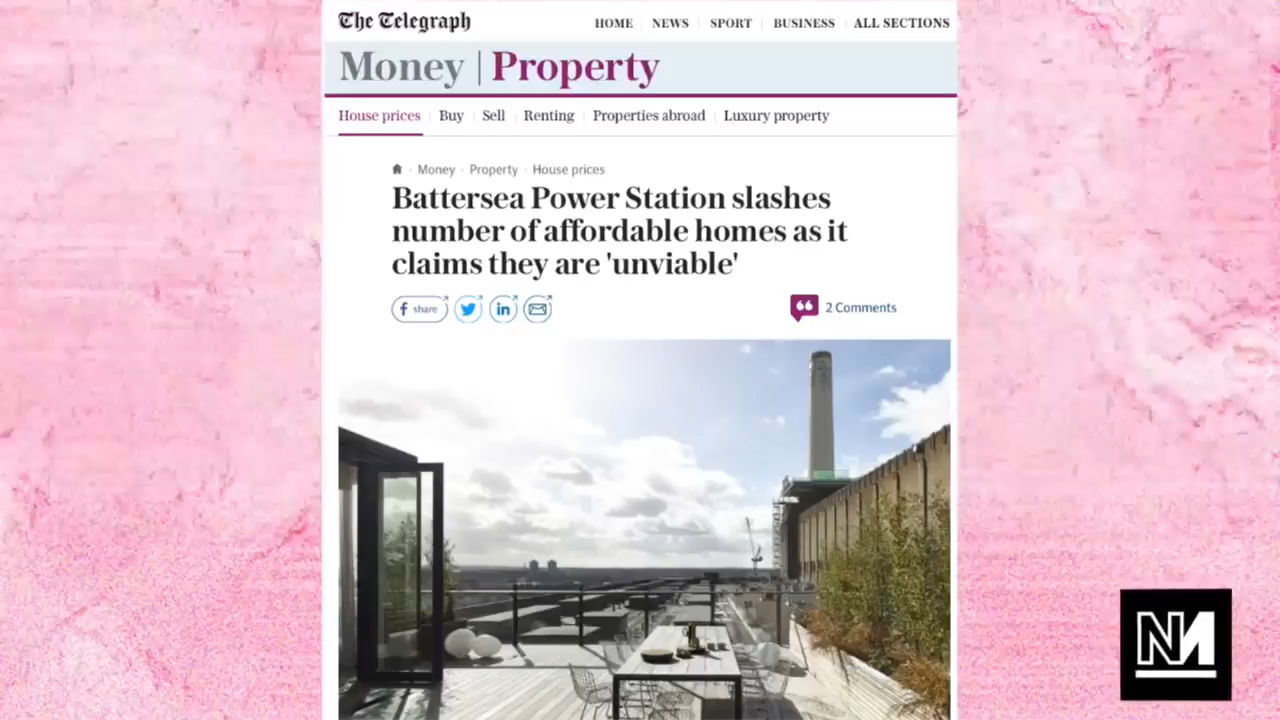 The Telegraph
HOME NEWS SPORT BUSINESS ALL SECTIONS
Money | Property
House prices Buy Sell Renting Properties abroad Luxury property
Money · Property · House prices
Battersea Power Station slashes
number of affordable homes as it
claims they are 'unviable'
share
2 Comments
NM